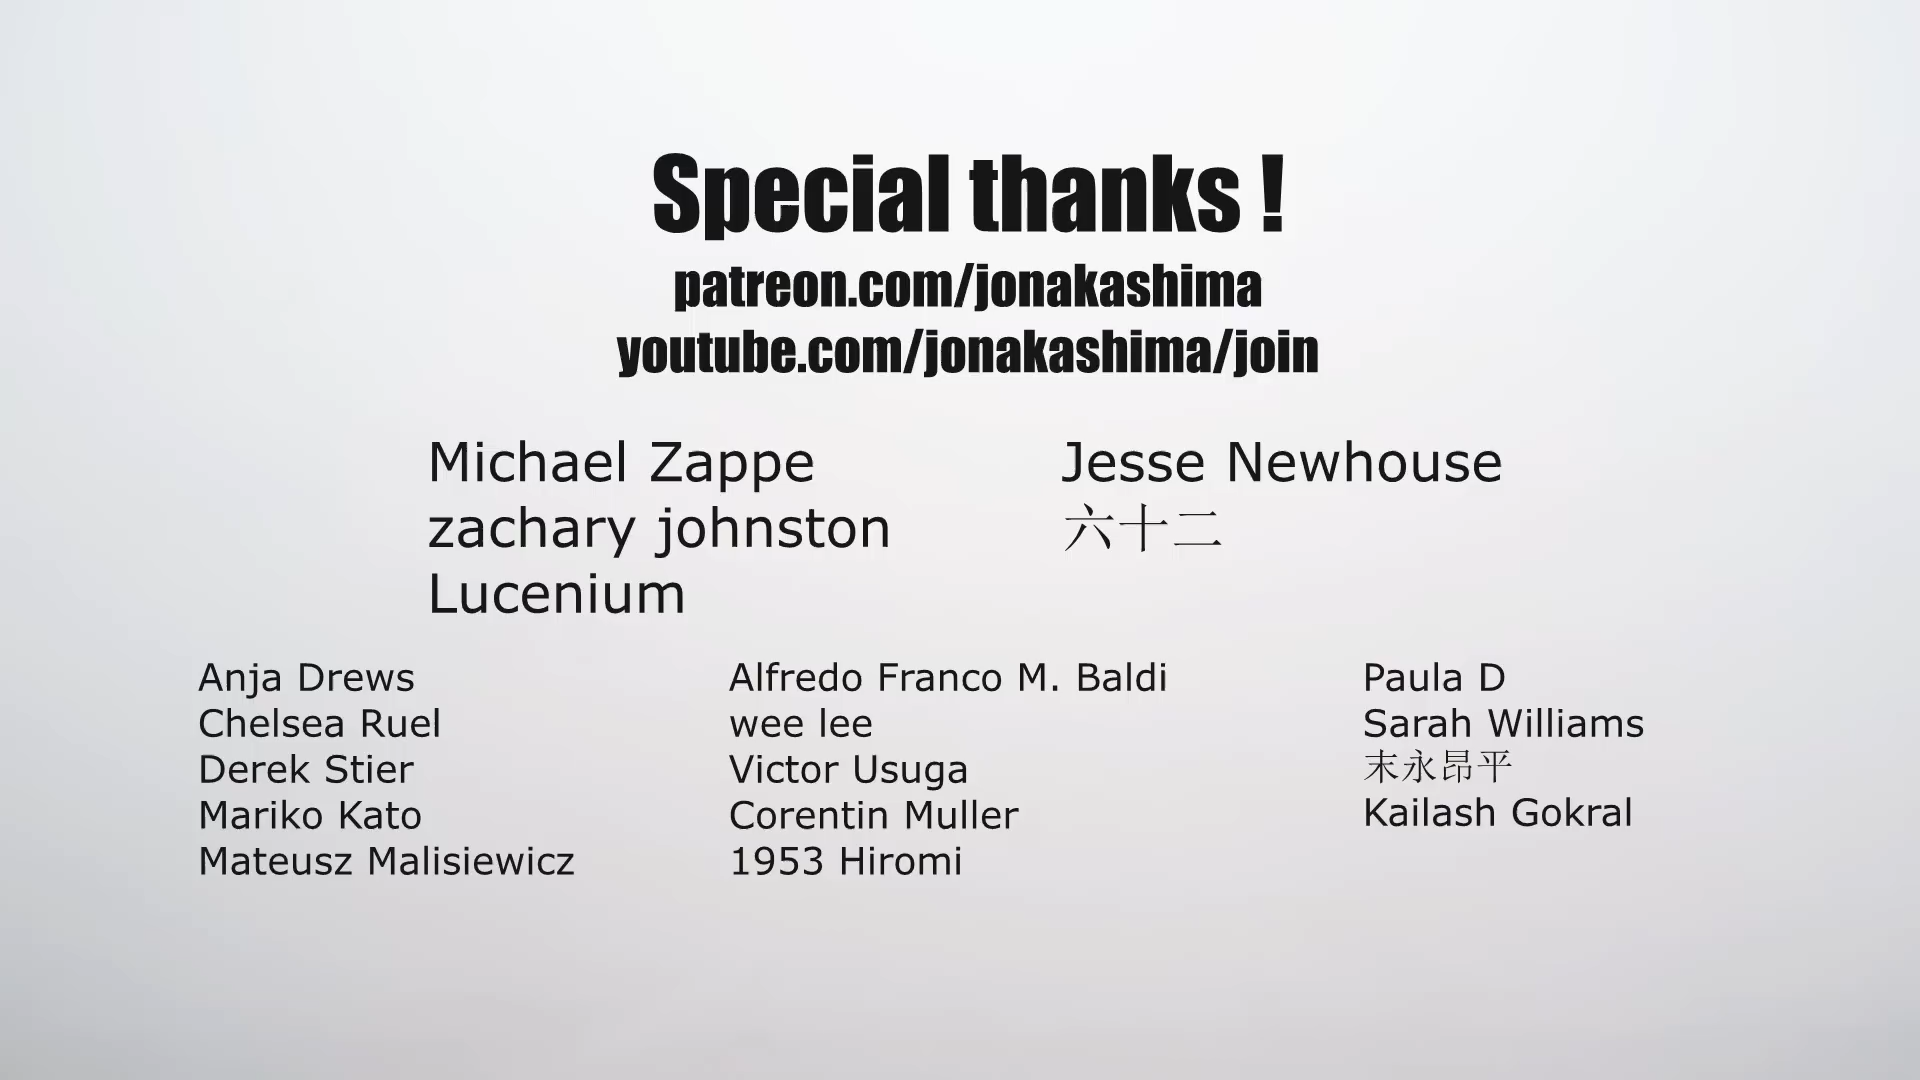 Special thanks !
patreon.com/jonakashima
youtube.com/jonakashima/join
Michael Zappe
zachary johnston
Lucenium
Jesse Newhouse
六十二
Anja Drews
Chelsea Ruel
Derek Stier
Mariko Kato
Mateusz Malisiewicz
Alfredo Franco M. Baldi
wee lee
Victor Usuga
Corentin Muller
1953 Hiromi
Paula D
Sarah Williams
末永昂平
Kailash Gokral